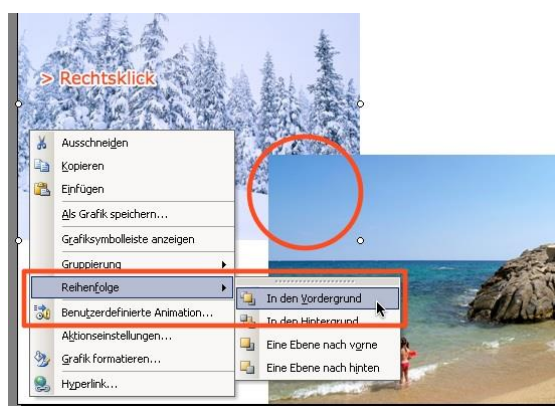 > Rechtsklick
Ausschneiden
Kopieren
Einfügen
Als Grafik speichern...
Grafiksymbolleiste anzeigen
Gruppierung
Reihenfolge
Benutzerdefinierte Animation...
Aktionseinstellungen...
Grafik formatieren...
Hyperlink...
In den Vordergrund
In den Hintergrund
Eine Ebene nach vorne
Eine Ebene nach hinten